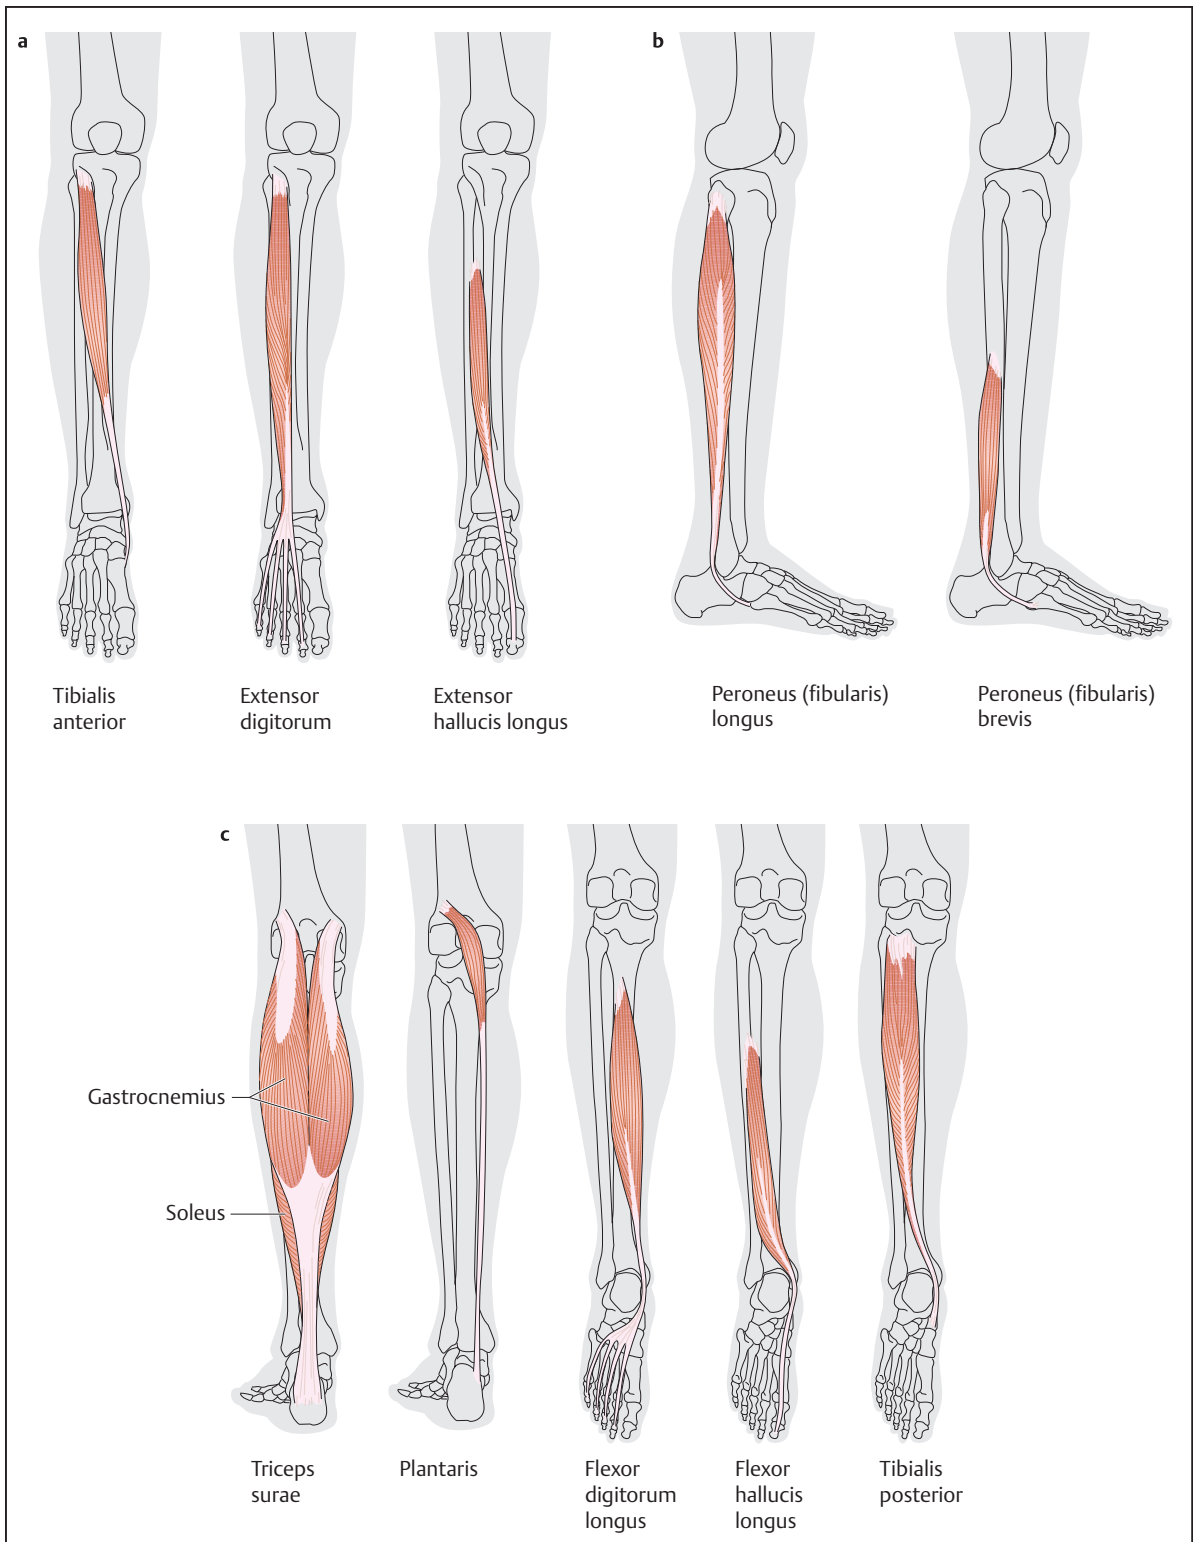 a
b
Tibialis
anterior
Extensor
digitorum
Extensor
hallucis longus
Peroneus (fibularis)
longus
Peroneus (fibularis)
brevis
c
Gastrocnemius
Soleus
Triceps
surae
Plantaris
Flexor
digitorum
longus
Flexor
hallucis
longus
Tibialis
posterior